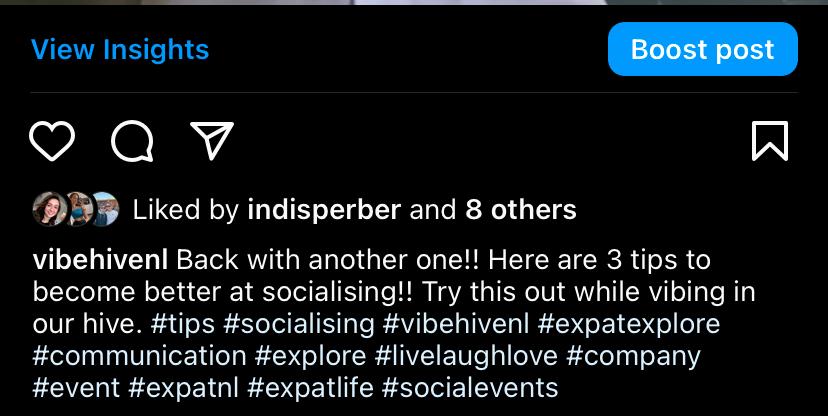 View Insights
Boost post
Liked by indisperber and 8 others
vibehivenl Back with another one!! Here are 3 tips to
become better at socialising!! Try this out while vibing in
our hive. #tips #socialising #vibehivenl #expatexplore
#communication #explore #livelaughlove #company
#event #expatnl #expatlife #socialevents